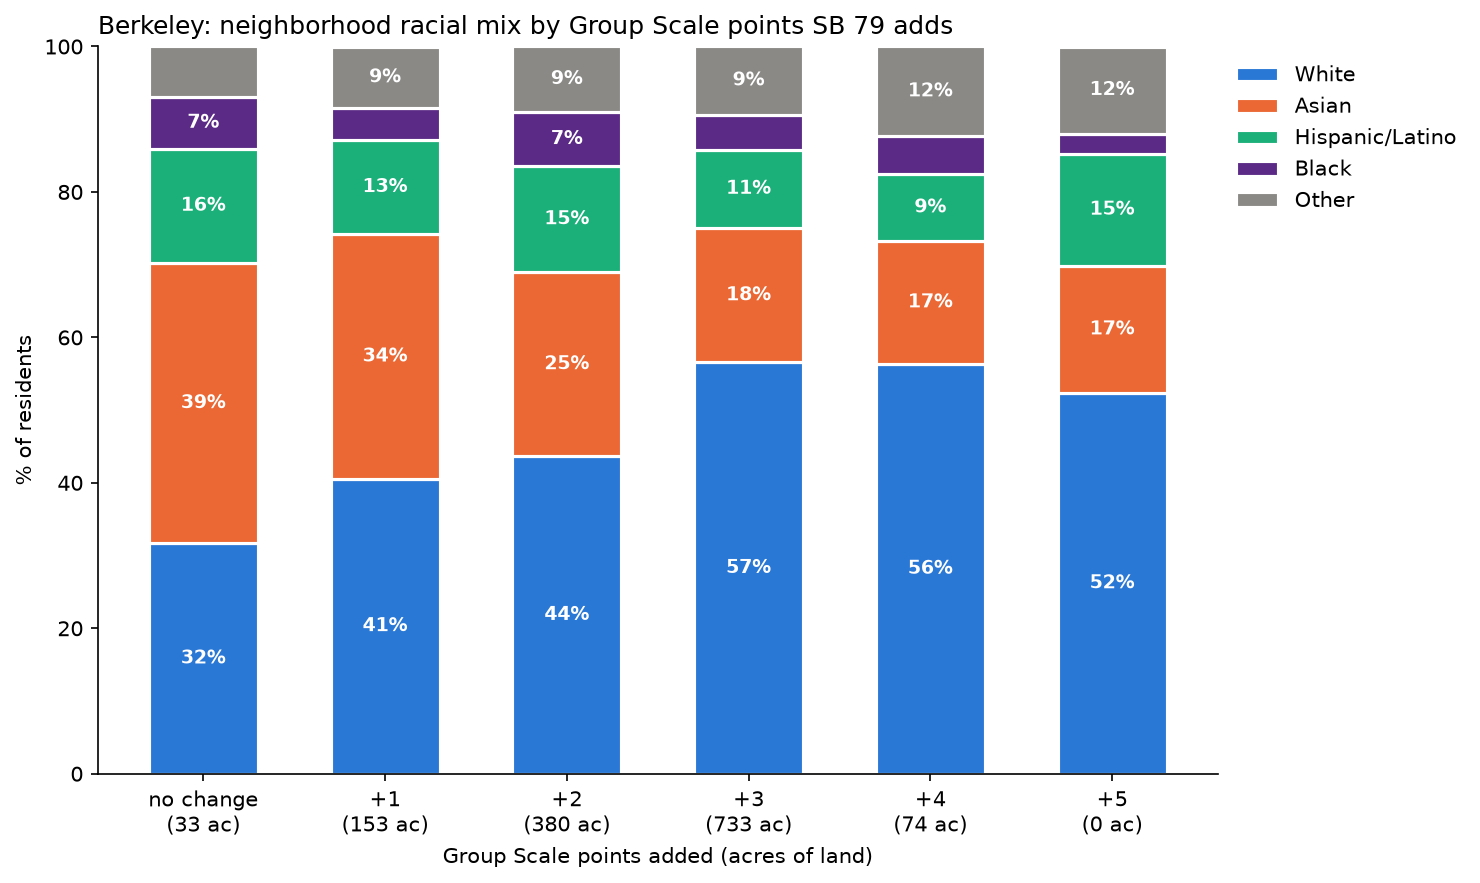 Berkeley: neighborhood racial mix by Group Scale points SB 79 adds
100
80
60
40
20
0
% of residents
7%
16%
39%
32%
9%
13%
34%
41%
9%
7%
15%
25%
44%
9%
11%
18%
57%
12%
9%
17%
56%
12%
15%
17%
52%
White
Asian
Hispanic/Latino
Black
Other
no change
(33 ac)
+1
(153 ac)
+2
(380 ac)
+3
(733 ac)
+4
(74 ac)
+5
(0 ac)
Group Scale points added (acres of land)